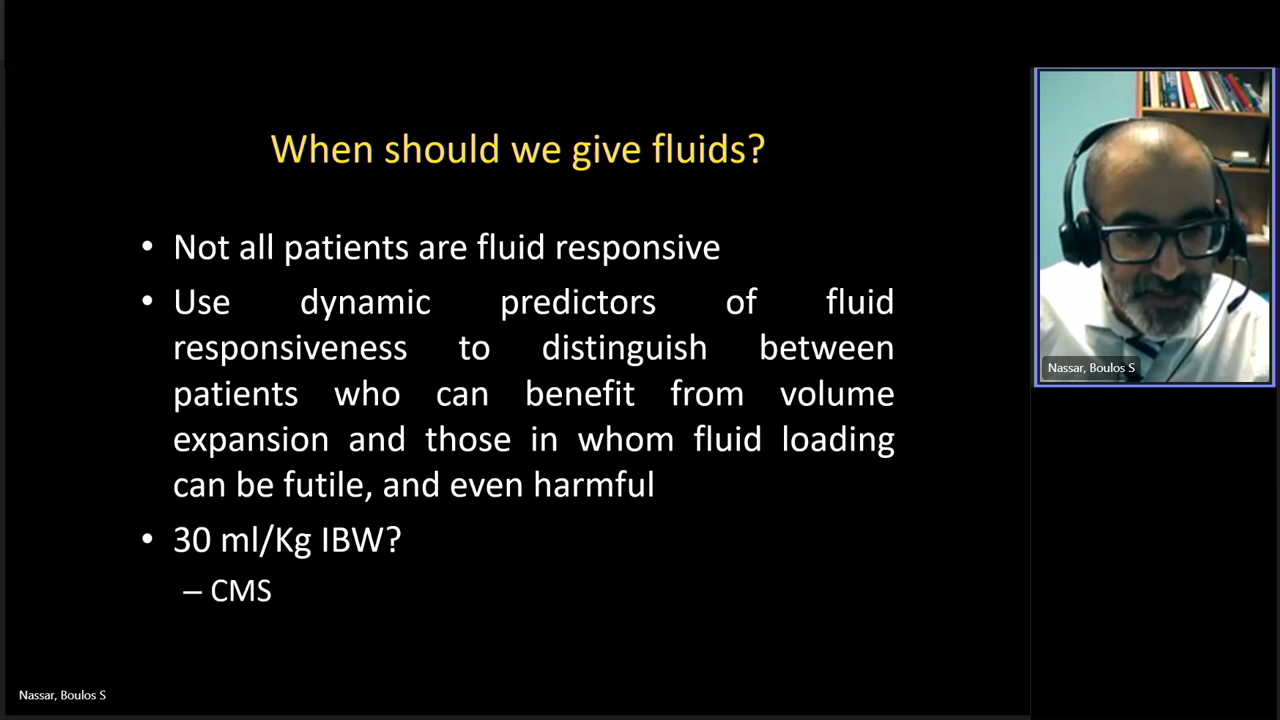 When should we give fluids?
• Not all patients are fluid responsive
• Use dynamic predictors of fluid
responsiveness to distinguish between
patients who can benefit from volume
expansion and those in whom fluid loading
can be futile, and even harmful
• 30 ml/Kg IBW?
– CMS
Nassar, Boulos S
Nassar, Boulos S